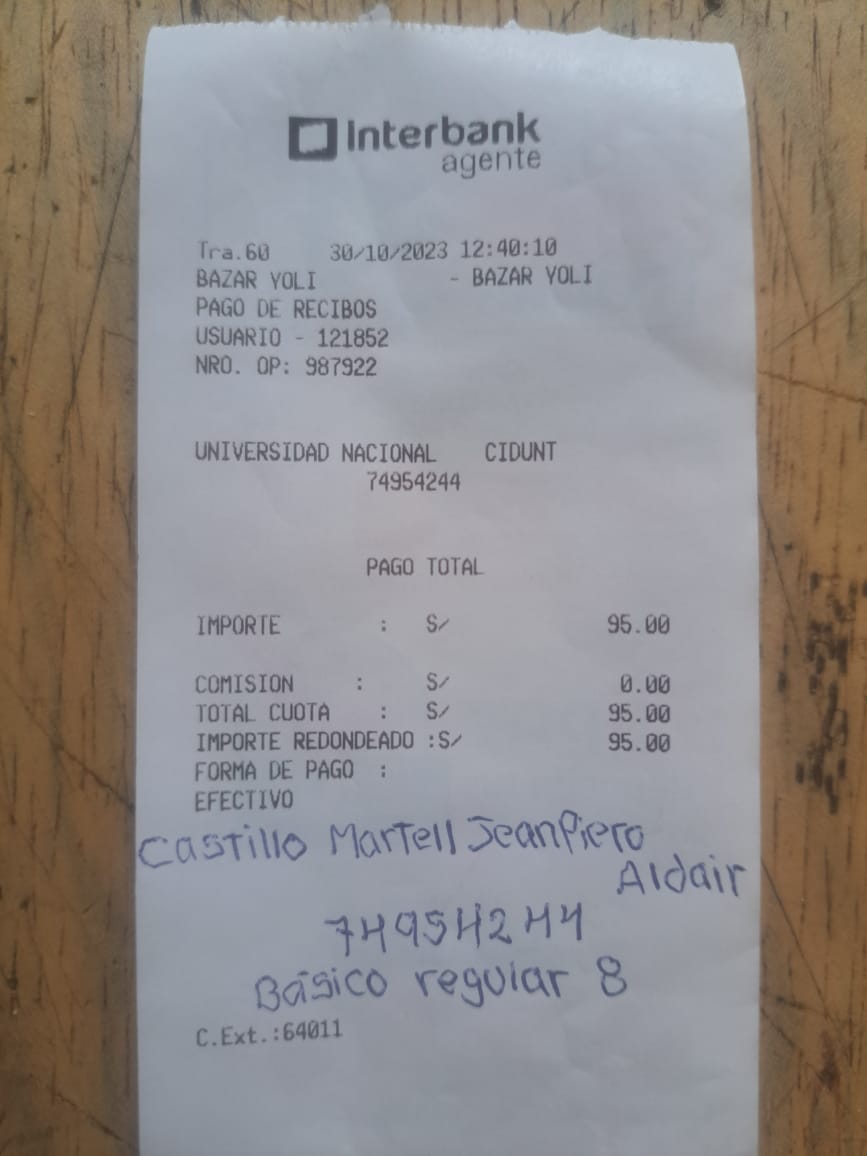 Interbank
agente
Tra.60 30/10/2023 12:40:10
BAZAR YOLI - BAZAR YOLI
PAGO DE RECIBOS
USUARIO - 121852
NRO. OP: 987922
UNIVERSIDAD NACIONAL CIDUNT
74954244
PAGO TOTAL
IMPORTE : S/ 95.00
COMISION : S/ 0.00
TOTAL CUOTA : S/ 95.00
IMPORTE REDONDEADO :S/ 95.00
FORMA DE PAGO :
EFECTIVO
Castillo Martell JeanPiero
Aldair
74954244
Básico regular 8
C.Ext.:64011